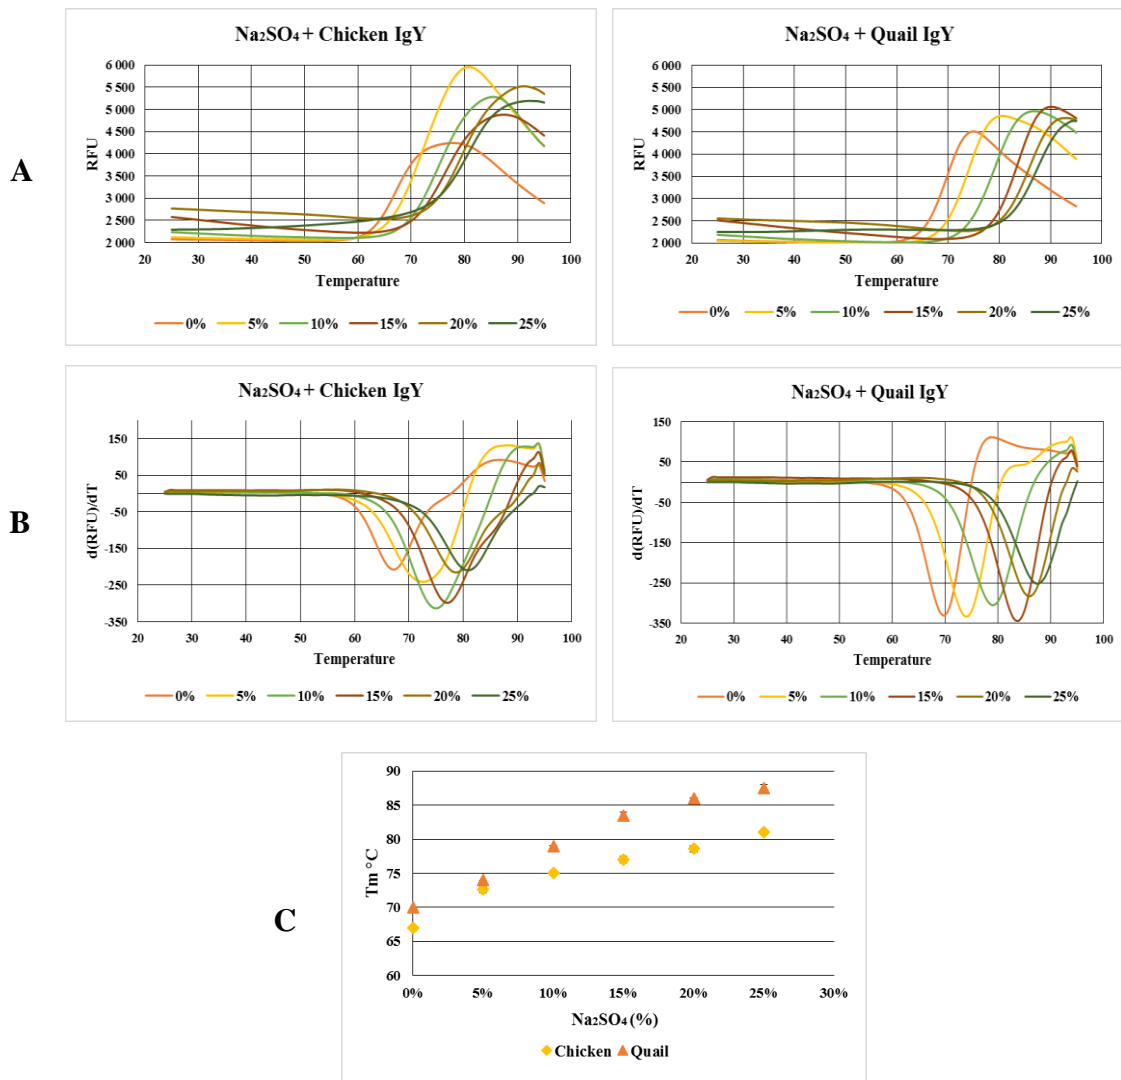 A
Na₂SO₄ + Chicken IgY
RFU
6 000
5 500
5 000
4 500
4 000
3 500
3 000
2 500
2 000
20 30 40 50 60 70 80 90 100
Temperature
0% 5% 10% 15% 20% 25%
Na₂SO₄ + Quail IgY
RFU
6 000
5 500
5 000
4 500
4 000
3 500
3 000
2 500
2 000
20 30 40 50 60 70 80 90 100
Temperature
0% 5% 10% 15% 20% 25%
B
Na₂SO₄ + Chicken IgY
d(RFU)/dT
150
50
-50
-150
-250
-350
20 30 40 50 60 70 80 90 100
Temperature
0% 5% 10% 15% 20% 25%
Na₂SO₄ + Quail IgY
d(RFU)/dT
150
50
-50
-150
-250
-350
20 30 40 50 60 70 80 90 100
Temperature
0% 5% 10% 15% 20% 25%
C
Tm °C
90
85
80
75
70
65
60
0% 5% 10% 15% 20% 25% 30%
Na₂SO₄ (%)
Chicken Quail